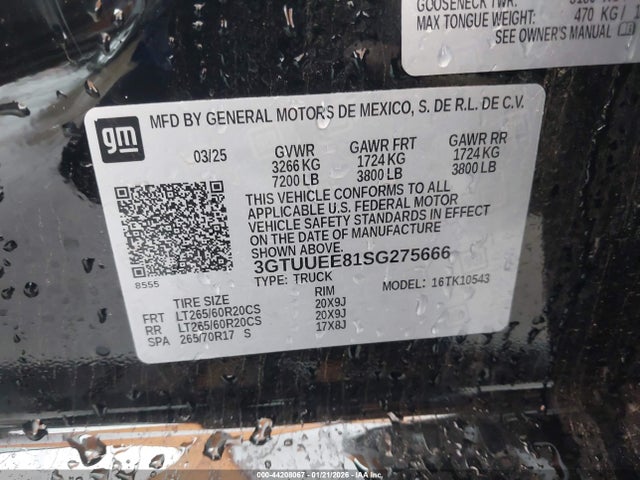 GOOSENECK TWR:
MAX TONGUE WEIGHT: 470 KG /
SEE OWNER'S MANUAL
gm
MFD BY GENERAL MOTORS DE MEXICO, S. DE R.L. DE C.V.
03/25 GVWR GAWR FRT GAWR RR
3266 KG 1724 KG 1724 KG
7200 LB 3800 LB 3800 LB
THIS VEHICLE CONFORMS TO ALL
APPLICABLE U.S. FEDERAL MOTOR
VEHICLE SAFETY STANDARDS IN EFFECT
ON THE DATE OF MANUFACTURE
SHOWN ABOVE.
3GTUUEE81SG275666
8555 TYPE: TRUCK MODEL: 16TK10543
TIRE SIZE RIM
FRT LT265/60R20CS 20X9J
RR LT265/60R20CS 20X9J
SPA 265/70R17 S 17X8J
000-44208067 - 01/21/2026 - IAA Inc.